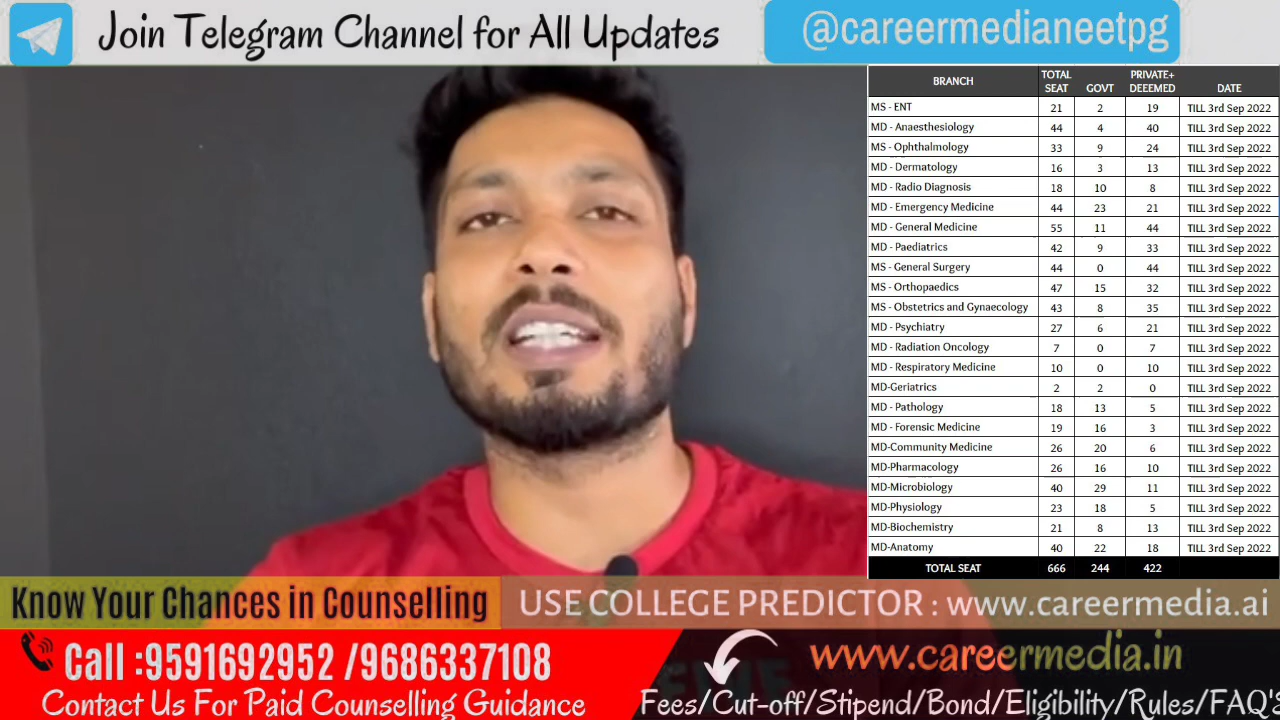 Join Telegram Channel for All Updates
@careermedianeetpg
BRANCH TOTAL SEAT GOVT PRIVATE+ DEEEMED DATE
MS - ENT 21 2 19 TILL 3rd Sep 2022
MD - Anaesthesiology 44 4 40 TILL 3rd Sep 2022
MS - Ophthalmology 33 9 24 TILL 3rd Sep 2022
MD - Dermatology 16 3 13 TILL 3rd Sep 2022
MD - Radio Diagnosis 18 10 8 TILL 3rd Sep 2022
MD - Emergency Medicine 44 23 21 TILL 3rd Sep 2022
MD - General Medicine 55 11 44 TILL 3rd Sep 2022
MD - Paediatrics 42 9 33 TILL 3rd Sep 2022
MS - General Surgery 44 0 44 TILL 3rd Sep 2022
MS - Orthopaedics 47 15 32 TILL 3rd Sep 2022
MS - Obstetrics and Gynaecology 43 8 35 TILL 3rd Sep 2022
MD - Psychiatry 27 6 21 TILL 3rd Sep 2022
MD - Radiation Oncology 7 0 7 TILL 3rd Sep 2022
MD - Respiratory Medicine 10 0 10 TILL 3rd Sep 2022
MD-Geriatrics 2 2 0 TILL 3rd Sep 2022
MD - Pathology 18 13 5 TILL 3rd Sep 2022
MD - Forensic Medicine 19 16 3 TILL 3rd Sep 2022
MD-Community Medicine 26 20 6 TILL 3rd Sep 2022
MD-Pharmacology 26 16 10 TILL 3rd Sep 2022
MD-Microbiology 40 29 11 TILL 3rd Sep 2022
MD-Physiology 23 18 5 TILL 3rd Sep 2022
MD-Biochemistry 21 8 13 TILL 3rd Sep 2022
MD-Anatomy 40 22 18 TILL 3rd Sep 2022
TOTAL SEAT 666 244 422
Know Your Chances in Counselling
USE COLLEGE PREDICTOR : www.careermedia.ai
Call :9591692952 /9686337108
www.careermedia.in
Contact Us For Paid Counselling Guidance
Fees/Cut-off/Stipend/Bond/Eligibility/Rules/FAQ's